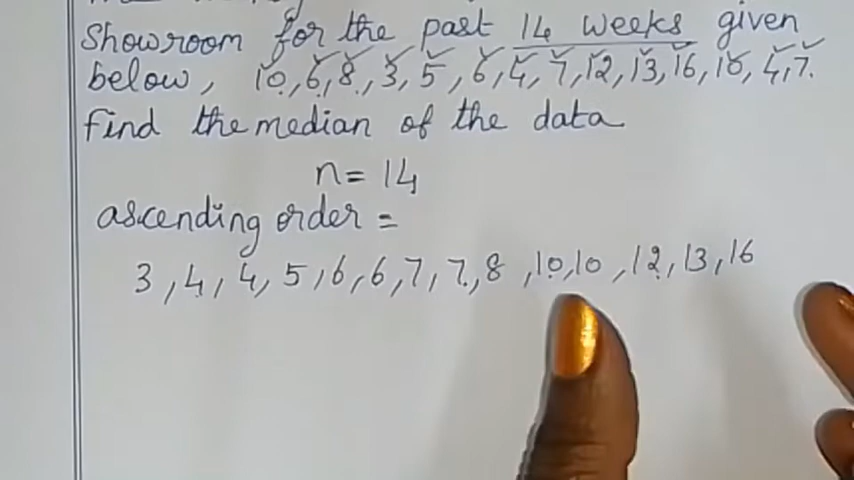 showroom for the past 14 weeks given
below, 10, 6, 8, 3, 5, 6, 4, 7, 12, 13, 16, 10, 4, 7.
find the median of the data
n = 14
ascending order =
3, 4, 4, 5, 6, 6, 7, 7, 8, 10, 10, 12, 13, 16